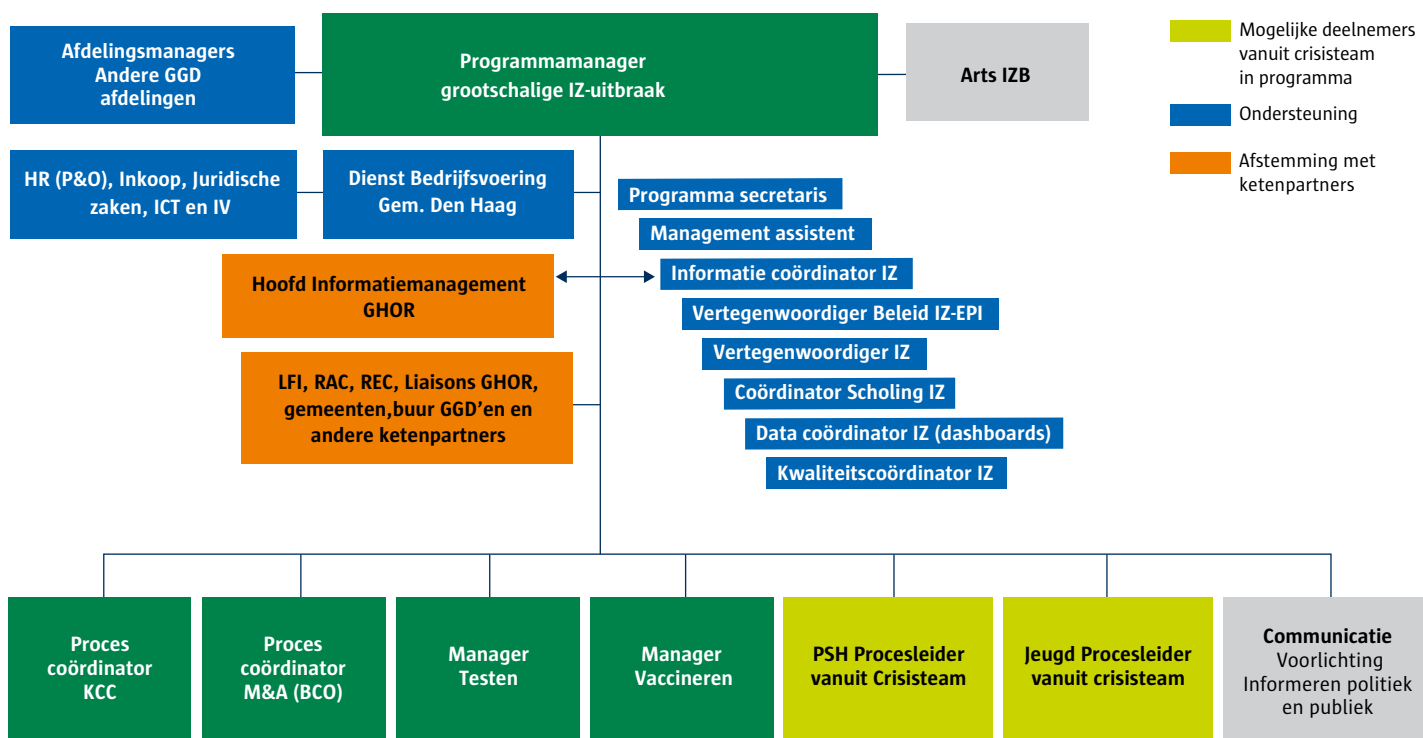 Afdelingsmanagers
Andere GGD
afdelingen
Programmamanager
grootschalige IZ-uitbraak
Arts IZB
Mogelijke deelnemers
vanuit crisisteam
in programma
Ondersteuning
Afstemming met
ketenpartners
HR (P&O), Inkoop, Juridische
zaken, ICT en IV
Dienst Bedrijfsvoering
Gem. Den Haag
Programma secretaris
Management assistent
Informatie coördinator IZ
Vertegenwoordiger Beleid IZ-EPI
Vertegenwoordiger IZ
Coördinator Scholing IZ
Data coördinator IZ (dashboards)
Kwaliteitscoördinator IZ
Hoofd Informatiemanagement
GHOR
LFI, RAC, REC, Liaisons GHOR,
gemeenten,buur GGD’en en
andere ketenpartners
Proces
coördinator
KCC
Proces
coördinator
M&A (BCO)
Manager
Testen
Manager
Vaccineren
PSH Procesleider
vanuit Crisisteam
Jeugd Procesleider
vanuit crisisteam
Communicatie
Voorlichting
Informeren politiek
en publiek